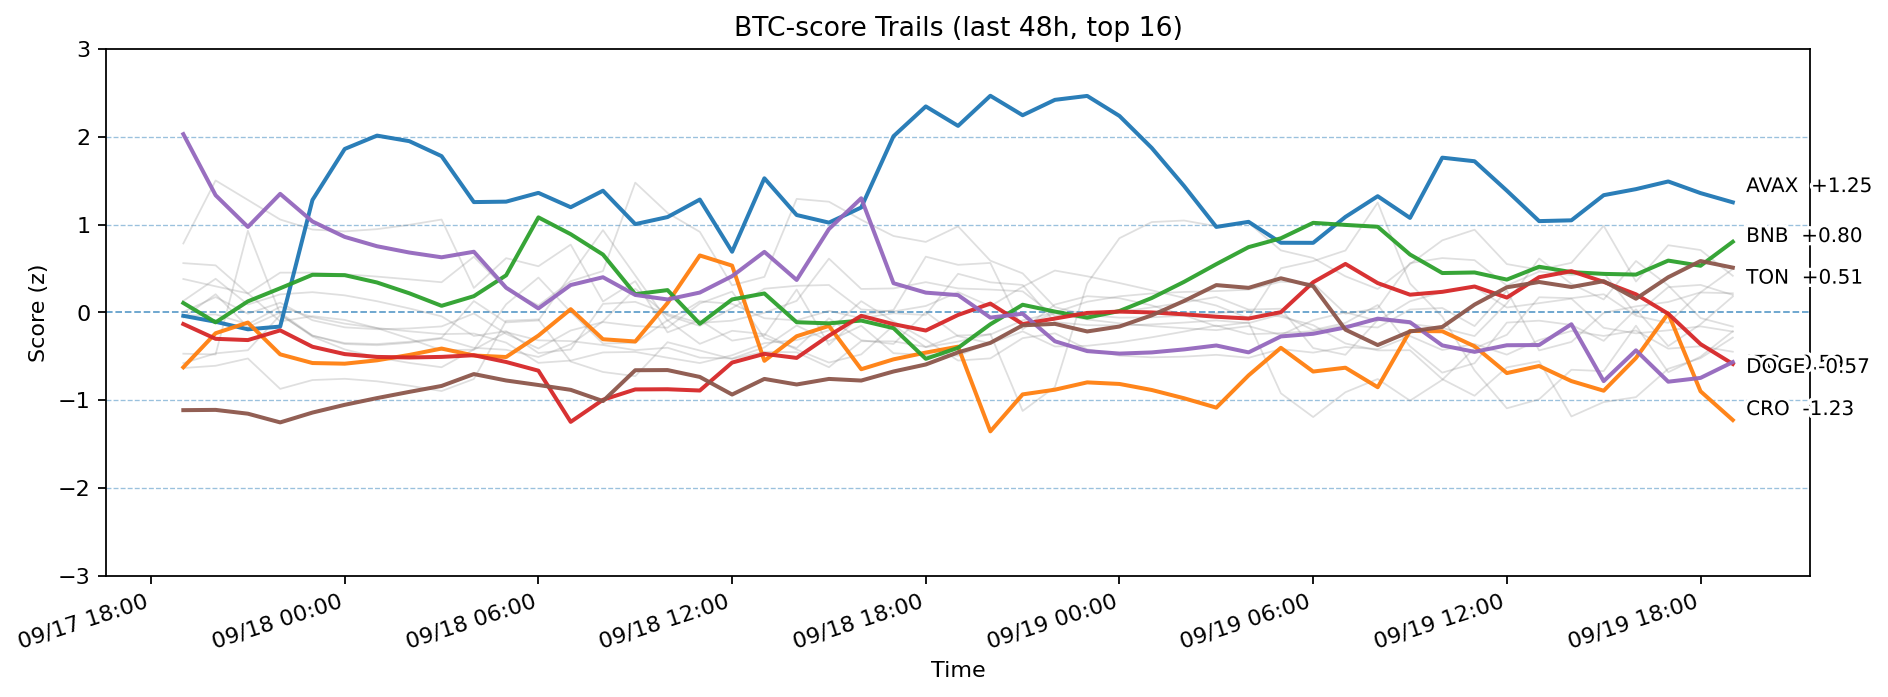 BTC-score Trails (last 48h, top 16)
3
2
1
0
−1
−2
−3
Score (z)
AVAX +1.25
BNB +0.80
TON +0.51
DOGE -0.57
CRO -1.23
09/17 18:00
09/18 00:00
09/18 06:00
09/18 12:00
09/18 18:00
09/19 00:00
09/19 06:00
09/19 12:00
09/19 18:00
Time